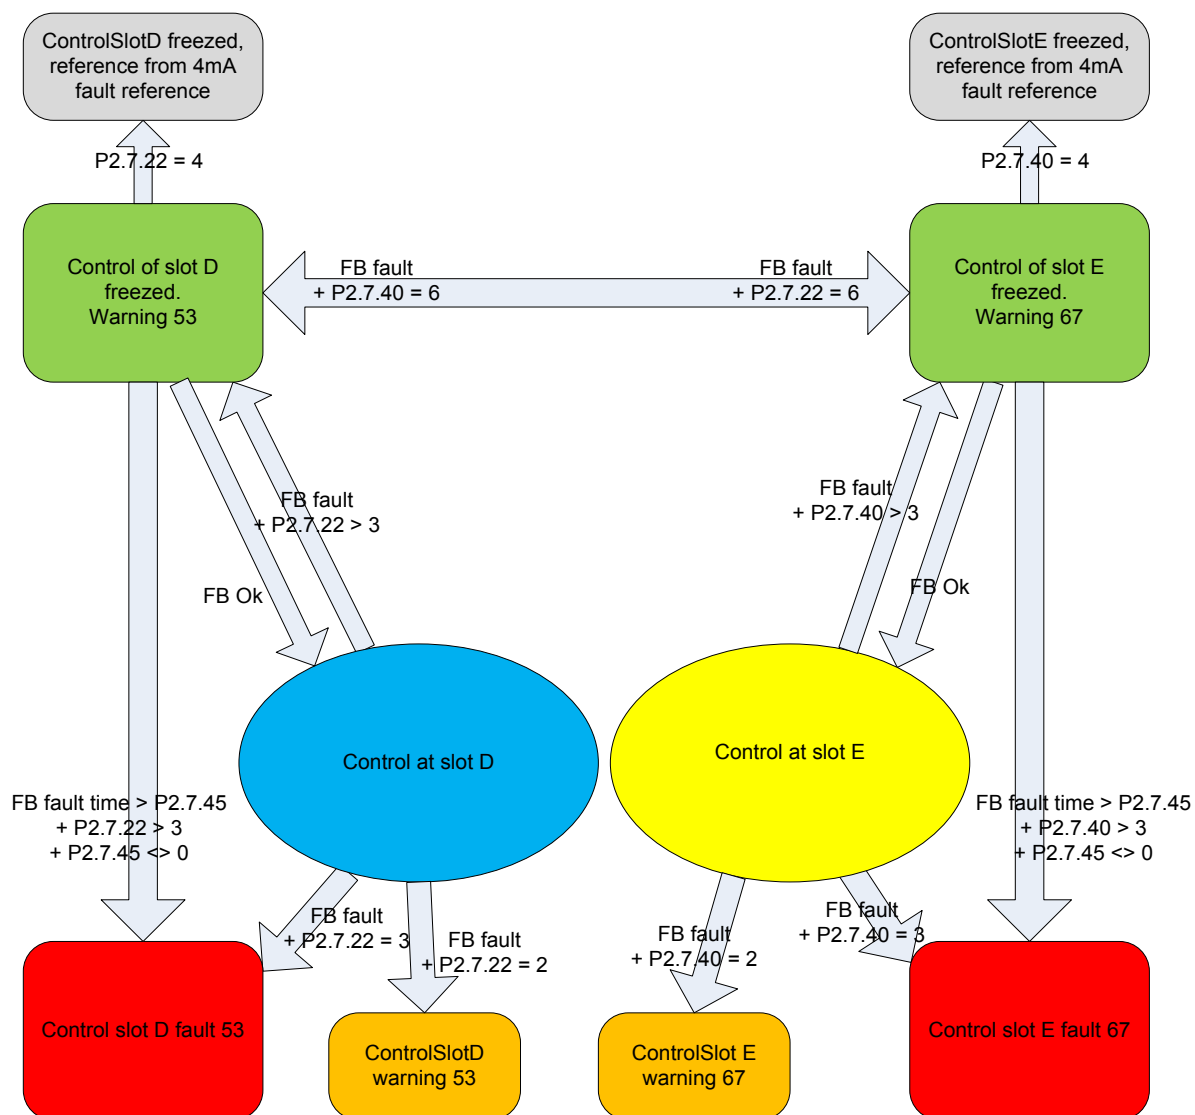 ControlSlotD freezed,
reference from 4mA
fault reference
ControlSlotE freezed,
reference from 4mA
fault reference
P2.7.22 = 4
P2.7.40 = 4
Control of slot D
freezed.
Warning 53
FB fault
+ P2.7.40 = 6
FB fault
+ P2.7.22 = 6
Control of slot E
freezed.
Warning 67
FB fault
+ P2.7.22 > 3
FB fault
+ P2.7.40 > 3
FB Ok
FB Ok
Control at slot D
Control at slot E
FB fault time > P2.7.45
+ P2.7.22 > 3
+ P2.7.45 <> 0
FB fault time > P2.7.45
+ P2.7.40 > 3
+ P2.7.45 <> 0
FB fault
+ P2.7.22 = 3
FB fault
+ P2.7.22 = 2
FB fault
+ P2.7.40 = 2
FB fault
+ P2.7.40 = 3
Control slot D fault 53
ControlSlotD
warning 53
ControlSlot E
warning 67
Control slot E fault 67